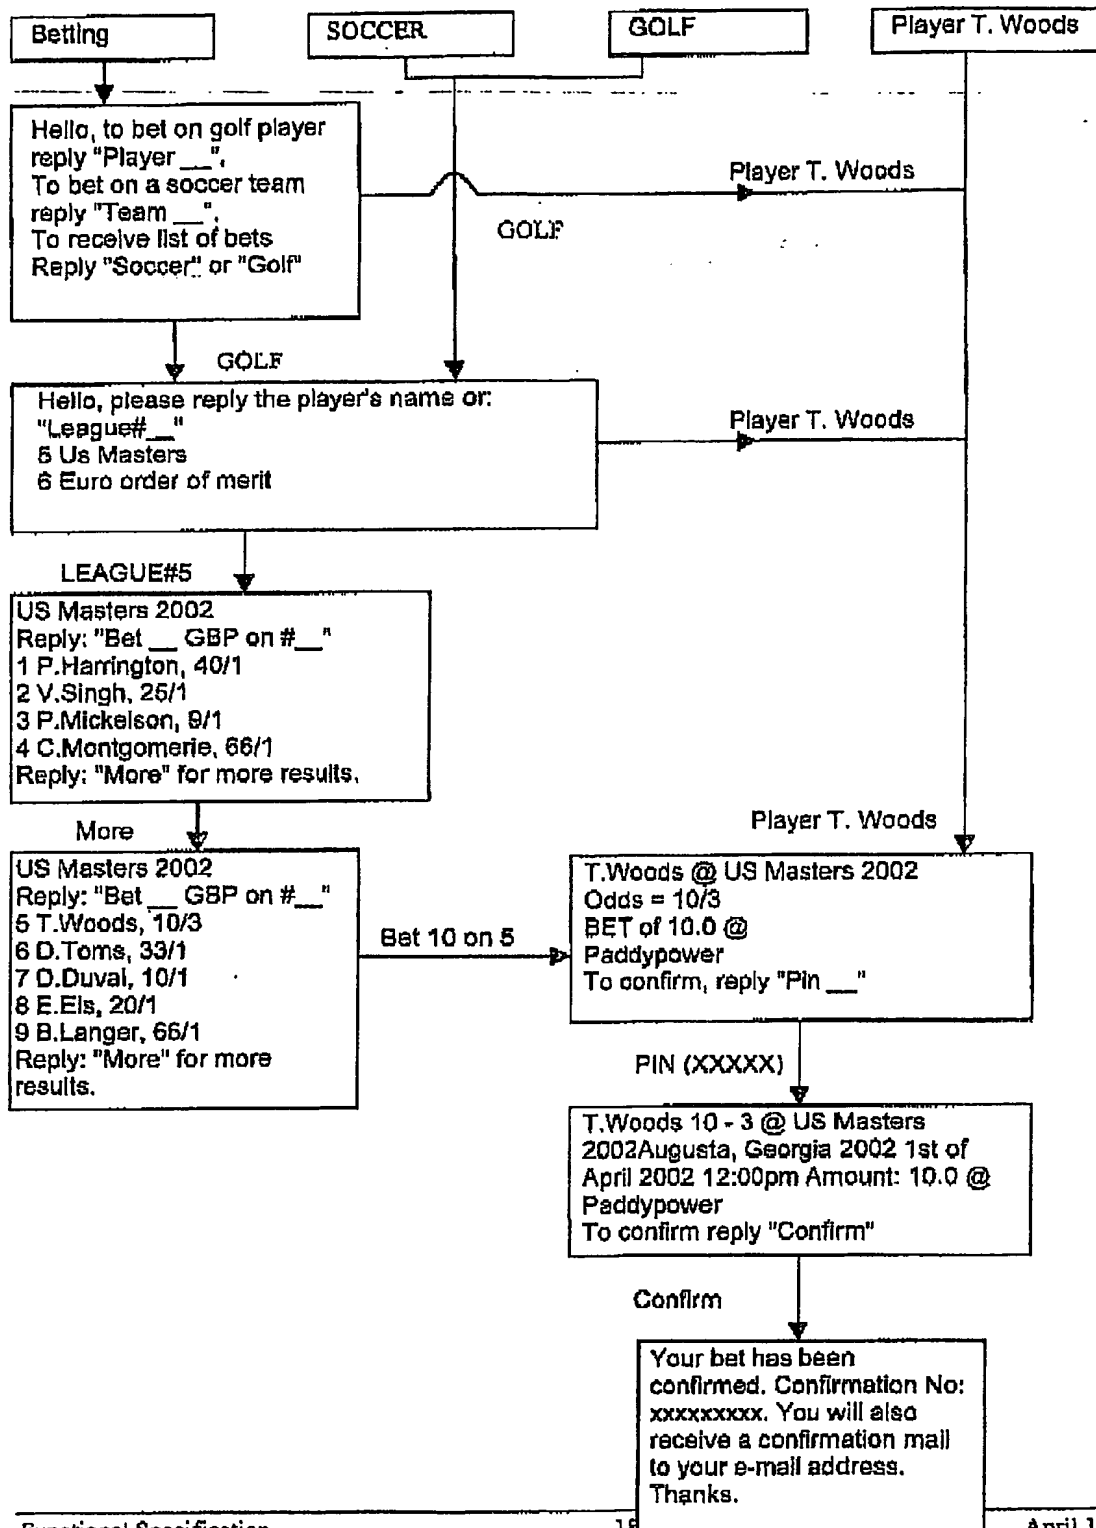 Betting
SOCCER
GOLF
Player T. Woods
Hello, to bet on golf player
reply "Player __",
To bet on a soccer team
reply "Team __",
To receive list of bets
Reply "Soccer" or "Golf"
Player T. Woods
GOLF
GOLF
Hello, please reply the player's name or:
"League#__"
5 Us Masters
6 Euro order of merit
Player T. Woods
LEAGUE#5
US Masters 2002
Reply: "Bet __ GBP on #__"
1 P.Harrington, 40/1
2 V.Singh, 25/1
3 P.Mickelson, 9/1
4 C.Montgomerie, 66/1
Reply: "More" for more results.
More
Player T. Woods
US Masters 2002
Reply: "Bet __ GBP on #__"
5 T.Woods, 10/3
6 D.Toms, 33/1
7 D.Duval, 10/1
8 E.Els, 20/1
9 B.Langer, 66/1
Reply: "More" for more
results.
Bet 10 on 5
T.Woods @ US Masters 2002
Odds = 10/3
BET of 10.0 @
Paddypower
To confirm, reply "Pin __"
PIN (XXXXX)
T.Woods 10 - 3 @ US Masters
2002Augusta, Georgia 2002 1st of
April 2002 12:00pm Amount: 10.0 @
Paddypower
To confirm reply "Confirm"
Confirm
Your bet has been
confirmed. Confirmation No:
xxxxxxxxx. You will also
receive a confirmation mail
to your e-mail address.
Thanks.
Functional Specification
April 1